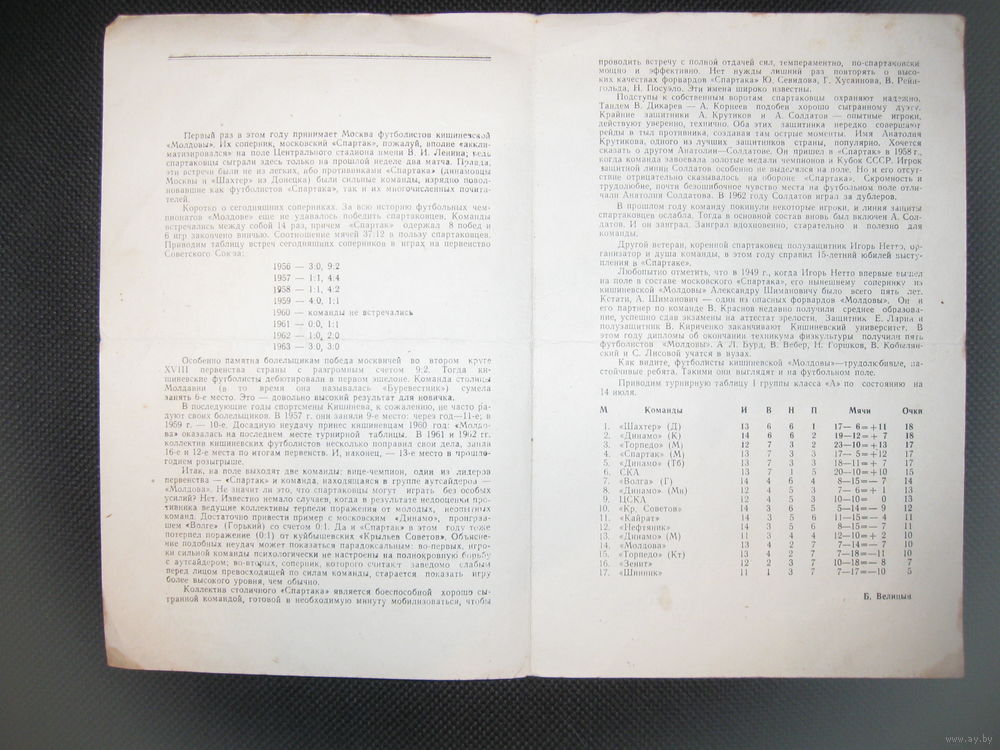 Первый раз в этом году принимает Москва футболистов кишиневской
«Молдовы». Их соперник, московский «Спартак», пожалуй, вполне «аккли-
матизировался» на поле Центрального стадиона имени В. И. Ленина; ведь
спартаковцы сыграли здесь только на прошлой неделе два матча. Правда,
эти встречи были не из легких, ибо противниками «Спартака» (динамовцы
Москвы и «Шахтер» из Донецка) были сильные команды, изрядно повол-
новавшие как футболистов «Спартака», так и их многочисленных почита-
телей.
Коротко о сегодняшних соперниках. За всю историю футбольных чем-
пионатов «Молдове» еще не удавалось победить спартаковцев. Команды
встречались между собой 14 раз, причем «Спартак» одержал 8 побед и
6 игр закончено вничью. Соотношение мячей 37:12 в пользу спартаковцев.
Приводим таблицу встреч сегодняшних соперников в играх на первенство
Советского Союза:
1956 — 3:0, 9:2
1957 — 1:1, 4:4
1958 — 1:1, 4:2
1959 — 4:0, 1:1
1960 — команды не встречались
1961 — 0:0, 1:1
1962 — 1:0, 2:0
1963 — 3:0, 3:0
Особенно памятна болельщикам победа москвичей во втором круге
XVIII первенства страны с разгромным счетом 9:2. Тогда ки-
шиневские футболисты дебютировали в первом эшелоне. Команда столицы
Молдавии (в то время она называлась «Буревестник») сумела
занять 6-е место. Это — довольно высокий результат для новичка.
В последующие годы спортсмены Кишинева, к сожалению, не часто ра-
дуют своих болельщиков. В 1957 г. они заняли 9-е место; через год—11-е; в
1959 г. — 10-е. Досадную неудачу принес кишиневцам 1960 год: «Молдо-
ва» оказалась на последнем месте турнирной таблицы. В 1961 и 1962 гг.
коллектив кишиневских футболистов несколько поправил свои дела, заняв
16-е и 12-е места по итогам первенств. И, наконец, — 13-е место в прошло-
годнем розыгрыше.
Итак, на поле выходят две команды: вице-чемпион, один из лидеров
первенства — «Спартак» и команда, находящаяся в группе аутсайдеров —
«Молдова». Не значит ли это, что спартаковцы могут играть без особых
усилий? Нет. Известно немало случаев, когда в результате недооценки про-
тивника ведущие коллективы терпели поражения от молодых, неопытных
команд. Достаточно привести пример с московским «Динамо», проиграв-
шем «Волге» (Горький) со счетом 0:1. Да и «Спартак» в этом году тоже
потерпел поражение (0:1) от куйбышевских «Крыльев Советов». Объясне-
ние подобных неудач может показаться парадоксальным: во-первых, игро-
ки сильной команды психологически не настроены на полнокровную борьбу
с аутсайдером; во-вторых, соперник, которого считают заведомо слабым
перед лицом превосходящей по силам команды, старается показать игру
более высокого уровня, чем обычно.
Коллектив столичного «Спартака» является боеспособной хорошо сы-
гранной командой, готовой в необходимую минуту мобилизоваться, чтобы
проводить встречу с полной отдачей сил, темпераментно, по-спартаковски
мощно и эффективно. Нет нужды лишний раз повторять о высо-
ких качествах форвардов «Спартака» Ю. Севидова, Г. Хусаинова, В. Рейн-
гольда, Н. Посуэло. Эти имена широко известны.
Подступы к собственным воротам спартаковцы охраняют надежно.
Тандем В. Дикарев — А. Корнеев подобен хорошо сыгранному дуэту.
Крайние защитники А. Крутиков и А. Солдатов — опытные игроки,
действуют уверенно, технично. Оба этих защитника нередко совершают
рейды в тыл противника, создавая там острые моменты. Имя Анатолия
Крутикова, одного из лучших защитников страны, популярно. Хочется
сказать о другом Анатолии—Солдатове. Он пришел в «Спартак» в 1958 г.,
когда команда завоевала золотые медали чемпионов и Кубок СССР. Игрок
защитной линии Солдатов особенно не выделялся на поле. Но и его отсут-
ствие отрицательно сказывалось на обороне «Спартака». Скромность и
трудолюбие, почти безошибочное чувство места на футбольном поле отли-
чали Анатолия Солдатова. В 1962 году Солдатов играл за дублеров.
В прошлом году команду покинули некоторые игроки, и линия защиты
спартаковцев ослабла. Тогда в основной состав вновь был включен А. Сол-
датов. И он заиграл. Заиграл вдохновенно, старательно и полезно для
команды.
Другой ветеран, коренной спартаковец полузащитник Игорь Нетто, ор-
ганизатор и душа команды, в этом году справил 15-летний юбилей высту-
пления в «Спартаке».
Любопытно отметить, что в 1949 г., когда Игорь Нетто впервые вышел
на поле в составе московского «Спартака», его нынешнему сопернику из
кишиневской «Молдовы» Александру Шимановичу было всего пять лет.
Кстати, А. Шиманович — один из опасных форвардов «Молдовы». Он и
его партнер по команде В. Краснов недавно получили среднее образова-
ние, успешно сдав экзамены на аттестат зрелости. Защитник Е. Ларин и
полузащитник В. Кириченко заканчивают Кишиневский университет. В
этом году дипломы об окончании техникума физкультуры получили пять
футболистов «Молдовы». А Л. Бурд, В. Вебер, Н. Горшков, В. Кобылян-
ский и С. Лисовой учатся в вузах.
Как видите, футболисты кишиневской «Молдовы»—трудолюбивые, на-
стойчивые ребята. Такими они выглядят и на футбольном поле.
Приводим турнирную таблицу I группы класса «А» по состоянию на
14 июля.
М Команды И В Н П Мячи Очки
1. «Шахтер» (Д) 13 6 6 1 17— 6=+11 18
2. «Динамо» (К) 14 6 6 2 19—12=+ 7 18
3. «Торпедо» (М) 12 7 3 2 23—10=+13 17
4. «Спартак» (М) 13 7 3 3 17— 5=+12 17
5. «Динамо» (Тб) 13 7 3 3 18—11=+ 7 17
6. СКА 13 7 1 5 20—10=+10 15
7. «Волга» (Г) 14 4 6 4 8—15=— 7 14
8. «Динамо» (Мн) 12 4 5 3 7— 6=+ 1 13
9. ЦСКА 12 4 5 3 10—10= 0 13
10. «Кр. Советов» 14 3 6 5 5—14=— 9 12
11. «Кайрат» 14 3 5 6 11—15=— 4 11
12. «Нефтяник» 14 3 5 6 8—15=— 7 11
13. «Динамо» (М) 11 3 4 4 12—10=+ 2 10
14. «Молдова» 13 4 2 7 7—14=— 7 10
15. «Торпедо» (Кт) 13 4 2 7 7—18=—11 10
16. «Зенит» 12 2 3 7 10—18=— 8 7
17. «Шинник» 11 1 3 7 7—17=—10 5
Б. Велицын
www.ay.by